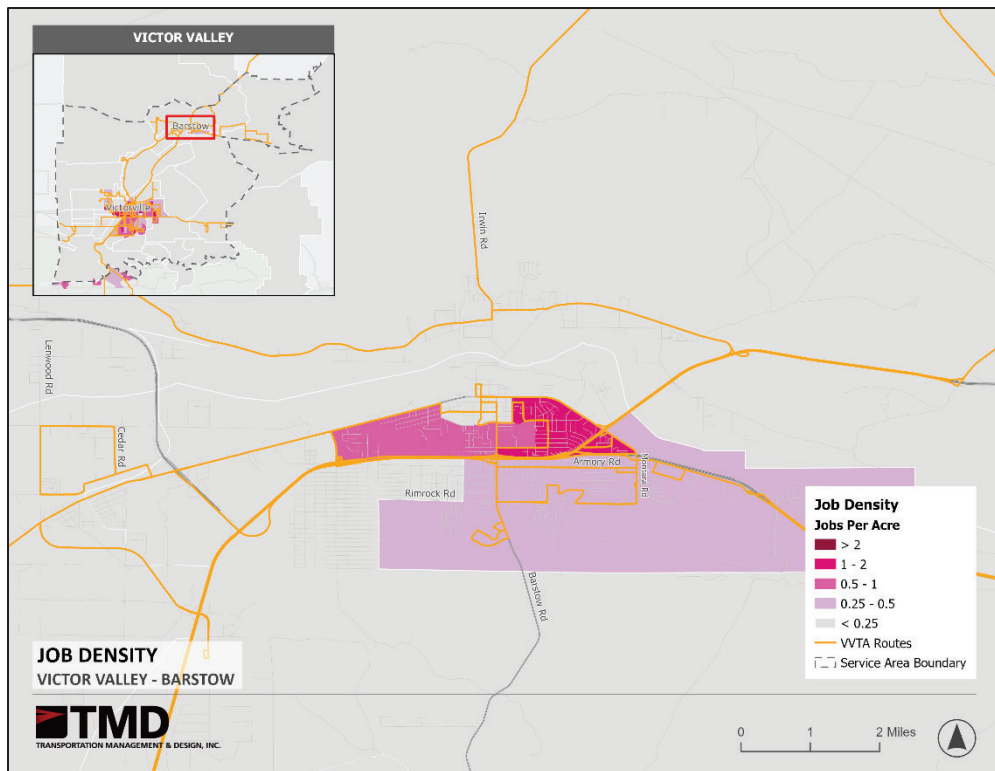 VICTOR VALLEY
Barstow
Victorville
Irwin Rd
Lenwood Rd
Cedar Rd
Armory Rd
Montara Rd
Rimrock Rd
Barstow Rd
Job Density
Jobs Per Acre
> 2
1 - 2
0.5 - 1
0.25 - 0.5
< 0.25
VVTA Routes
Service Area Boundary
JOB DENSITY
VICTOR VALLEY - BARSTOW
TMD
TRANSPORTATION MANAGEMENT & DESIGN, INC.
0 1 2 Miles